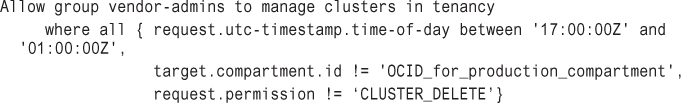 Allow group vendor-admins to manage clusters in tenancy
where all { request.utc-timestamp.time-of-day between '17:00:00Z' and
'01:00:00Z',
target.compartment.id != 'OCID_for_production_compartment',
request.permission != ‘CLUSTER_DELETE’}